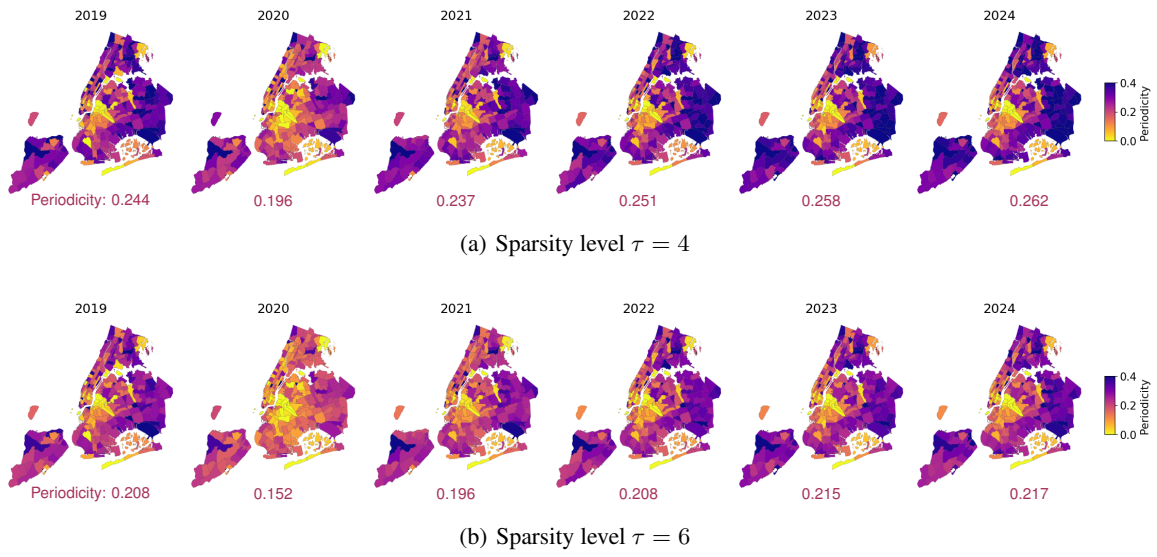 2019 2020 2021 2022 2023 2024
0.4
0.2
0.0
Periodicity
Periodicity: 0.244 0.196 0.237 0.251 0.258 0.262
(a) Sparsity level τ = 4
2019 2020 2021 2022 2023 2024
0.4
0.2
0.0
Periodicity
Periodicity: 0.208 0.152 0.196 0.208 0.215 0.217
(b) Sparsity level τ = 6